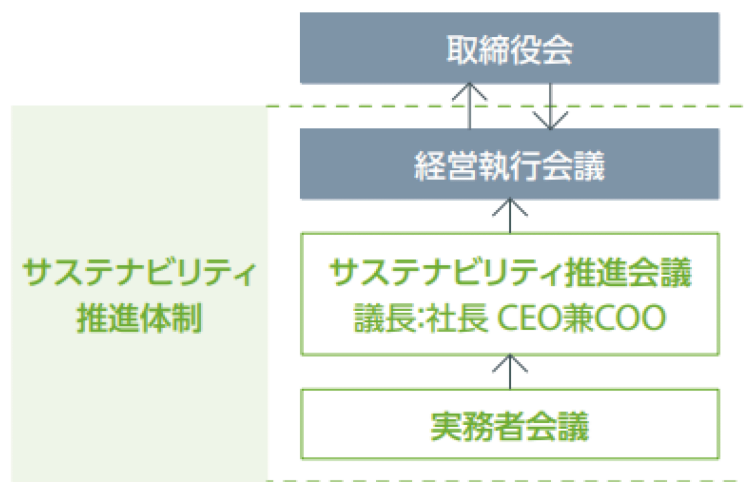 取締役会
経営執行会議
サステナビリティ
推進体制
サステナビリティ推進会議
議長:社長 CEO兼COO
実務者会議